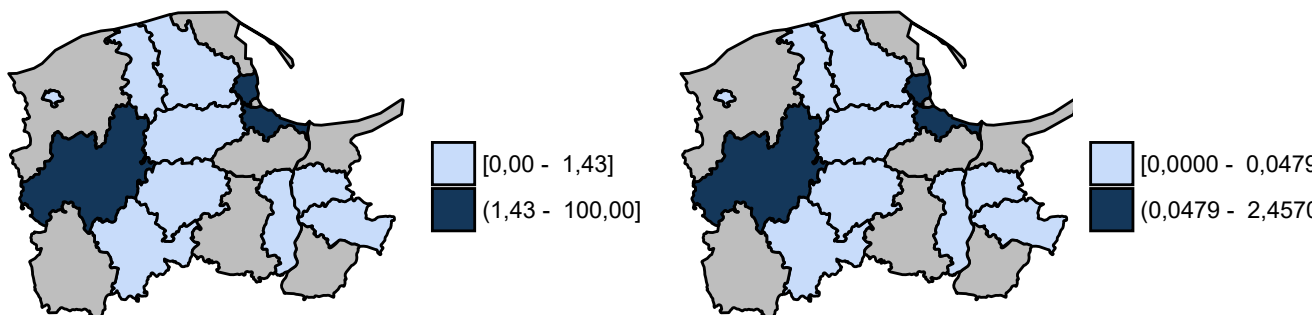 [0,00 - 1,43]
(1,43 - 100,00]
[0,0000 - 0,0479
(0,0479 - 2,4570